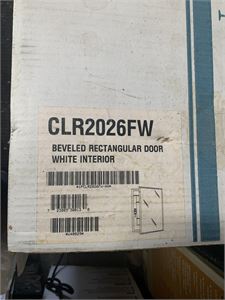 CLR2026FW
BEVELED RECTANGULAR DOOR
WHITE INTERIOR